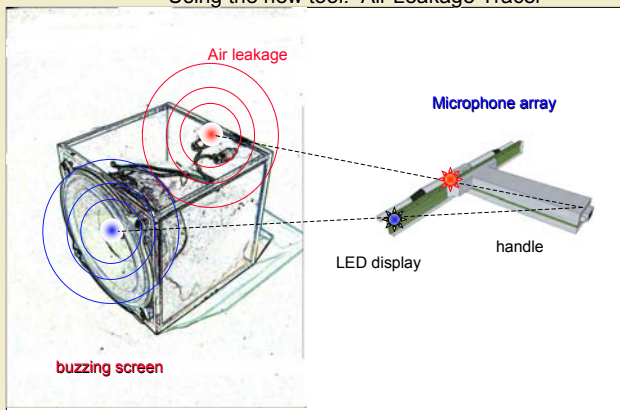 Using the new tool: Air Leakage Tracer
Air leakage
Microphone array
handle
LED display
buzzing screen